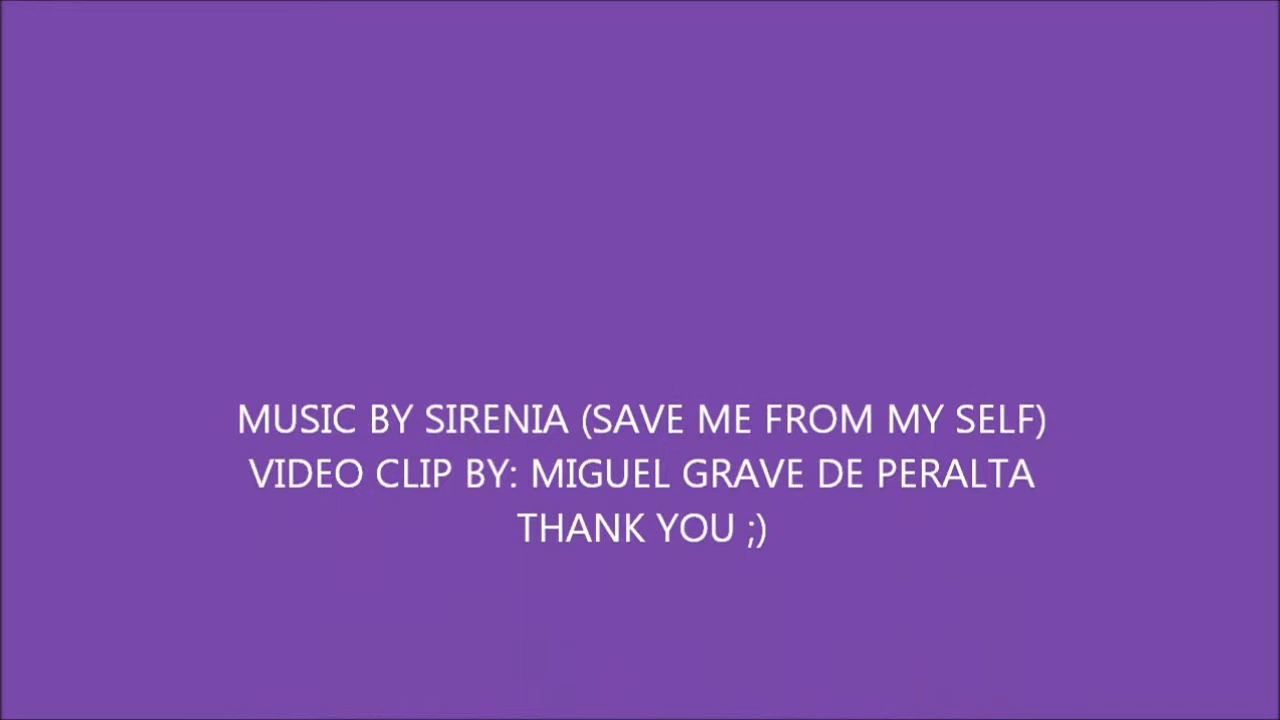 MUSIC BY SIRENIA (SAVE ME FROM MY SELF)
VIDEO CLIP BY: MIGUEL GRAVE DE PERALTA
THANK YOU ;)